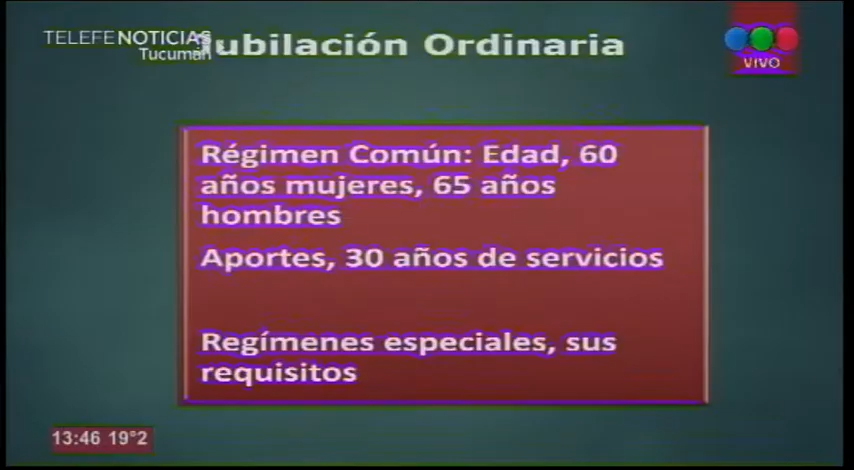 TELEFENOTICIAS
Tucumán
Jubilación Ordinaria
VIVO
Régimen Común: Edad, 60
años mujeres, 65 años
hombres
Aportes, 30 años de servicios
Regímenes especiales, sus
requisitos
13:46 19°2